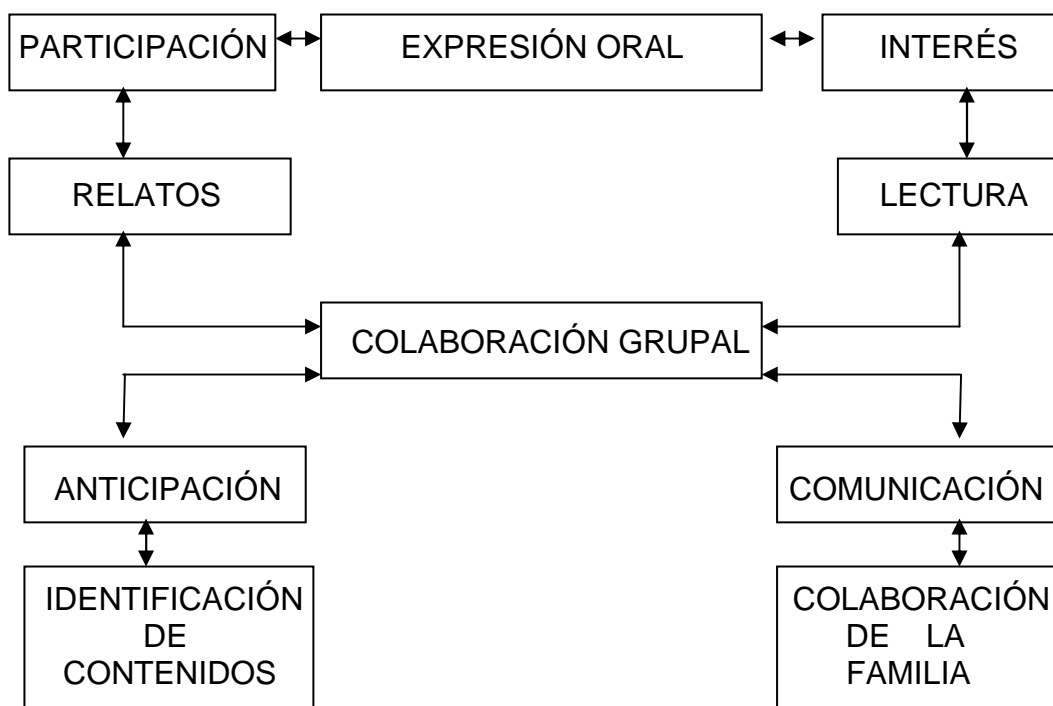 PARTICIPACIÓN
EXPRESIÓN ORAL
INTERÉS
RELATOS
LECTURA
COLABORACIÓN GRUPAL
ANTICIPACIÓN
COMUNICACIÓN
IDENTIFICACIÓN
DE
CONTENIDOS
COLABORACIÓN
DE LA
FAMILIA